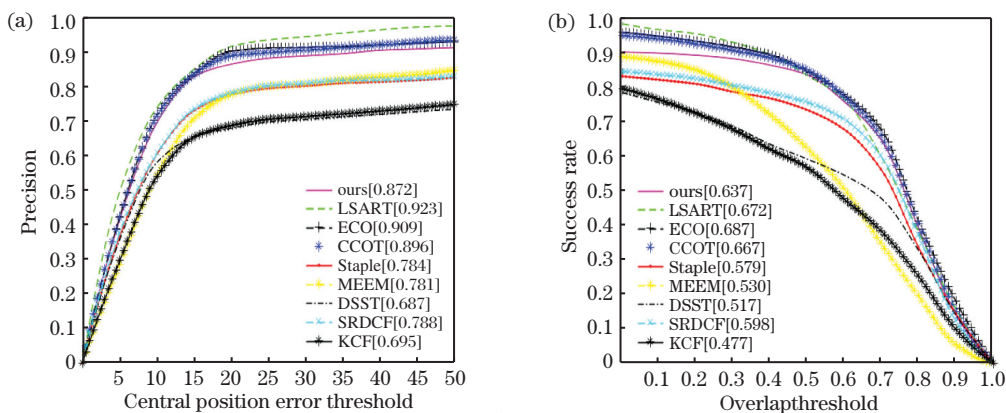 (a)
1.0
0.9
0.8
0.7
0.6
0.5
0.4
0.3
0.2
0.1
0
Precision
ours[0.872]
LSART[0.923]
ECO[0.909]
CCOT[0.896]
Staple[0.784]
MEEM[0.781]
DSST[0.687]
SRDCF[0.788]
KCF[0.695]
5 10 15 20 25 30 35 40 45 50
Central position error threshold
(b)
1.0
0.9
0.8
0.7
0.6
0.5
0.4
0.3
0.2
0.1
0
Success rate
ours[0.637]
LSART[0.672]
ECO[0.687]
CCOT[0.667]
Staple[0.579]
MEEM[0.530]
DSST[0.517]
SRDCF[0.598]
KCF[0.477]
0.1 0.2 0.3 0.4 0.5 0.6 0.7 0.8 0.9 1.0
Overlapthreshold